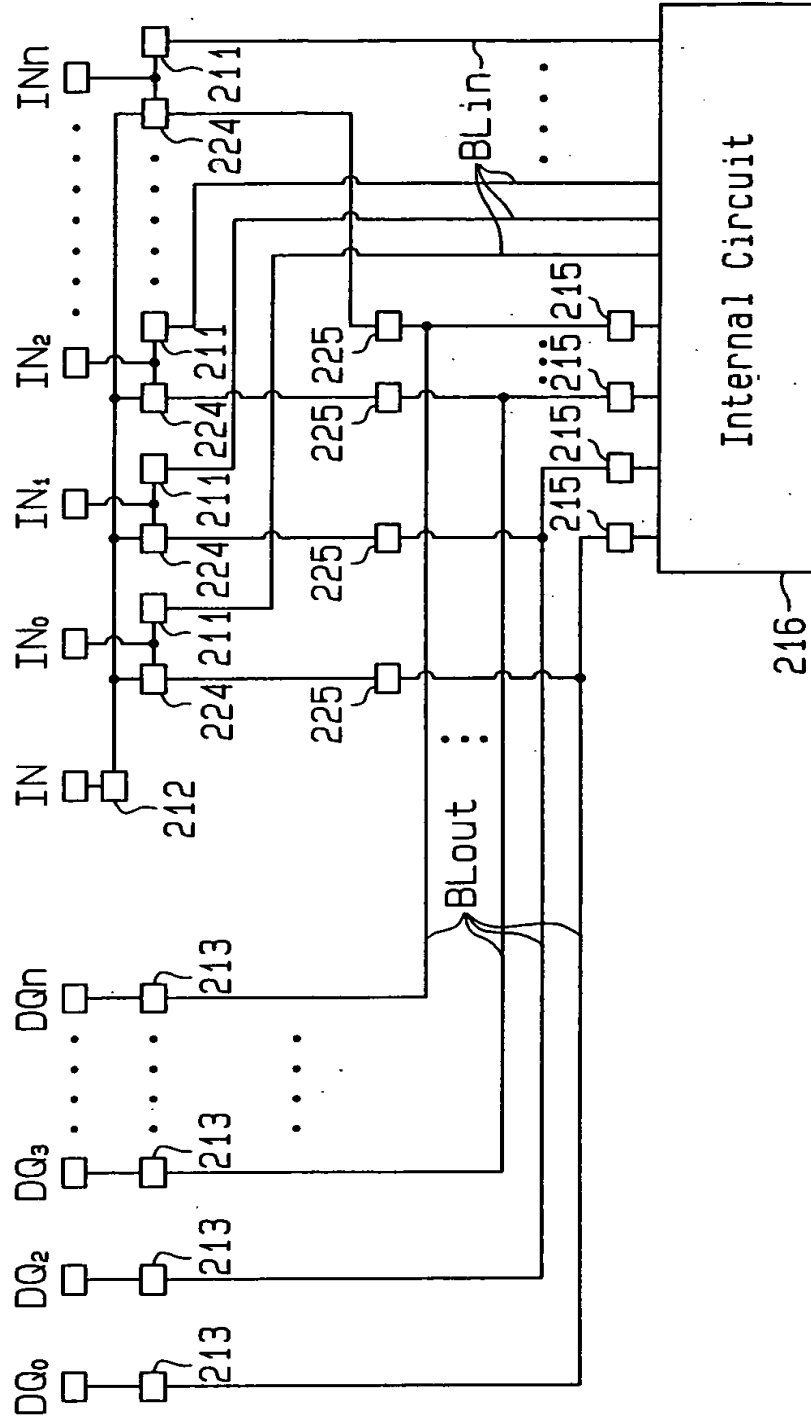 DQ₀ DQ₂ DQ₃ DQn IN IN₀ IN₁ IN₂ INn
213 213 213 213 212 224 211 224 211 224 211 224 211
225 225 225 225
BLout BLin
215 215 215 215
Internal Circuit
216